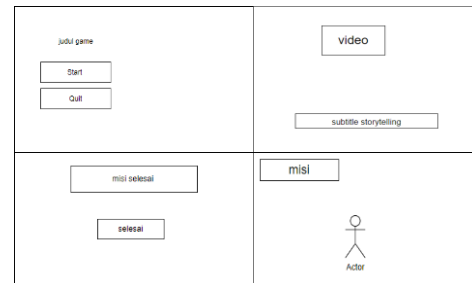 judul game
Start
Quit
video
subtitle storytelling
misi selesai
selesai
misi
Actor